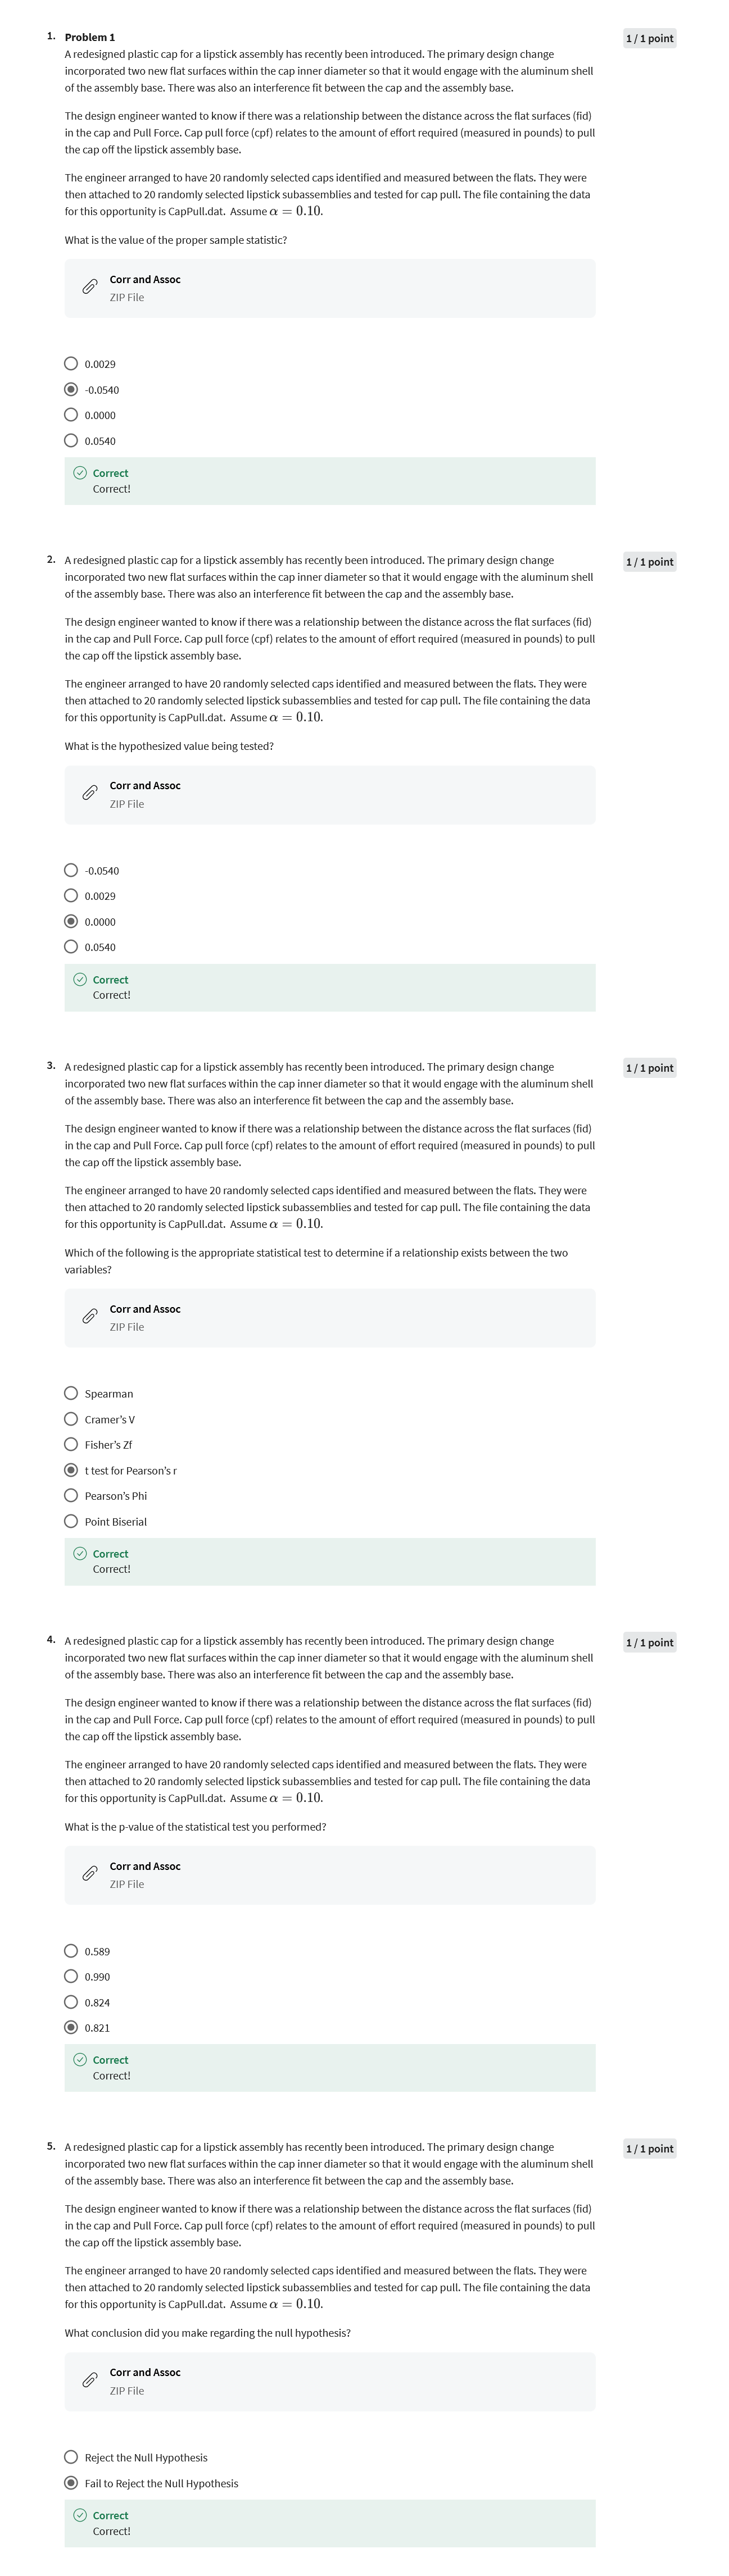 1. Problem 1
1 / 1 point
A redesigned plastic cap for a lipstick assembly has recently been introduced. The primary design change
incorporated two new flat surfaces within the cap inner diameter so that it would engage with the aluminum shell
of the assembly base. There was also an interference fit between the cap and the assembly base.
The design engineer wanted to know if there was a relationship between the distance across the flat surfaces (fid)
in the cap and Pull Force. Cap pull force (cpf) relates to the amount of effort required (measured in pounds) to pull
the cap off the lipstick assembly base.
The engineer arranged to have 20 randomly selected caps identified and measured between the flats. They were
then attached to 20 randomly selected lipstick subassemblies and tested for cap pull. The file containing the data
for this opportunity is CapPull.dat. Assume α = 0.10.
What is the value of the proper sample statistic?
Corr and Assoc
ZIP File
0.0029
-0.0540
0.0000
0.0540
Correct
Correct!
2. A redesigned plastic cap for a lipstick assembly has recently been introduced. The primary design change
1 / 1 point
incorporated two new flat surfaces within the cap inner diameter so that it would engage with the aluminum shell
of the assembly base. There was also an interference fit between the cap and the assembly base.
The design engineer wanted to know if there was a relationship between the distance across the flat surfaces (fid)
in the cap and Pull Force. Cap pull force (cpf) relates to the amount of effort required (measured in pounds) to pull
the cap off the lipstick assembly base.
The engineer arranged to have 20 randomly selected caps identified and measured between the flats. They were
then attached to 20 randomly selected lipstick subassemblies and tested for cap pull. The file containing the data
for this opportunity is CapPull.dat. Assume α = 0.10.
What is the hypothesized value being tested?
Corr and Assoc
ZIP File
-0.0540
0.0029
0.0000
0.0540
Correct
Correct!
3. A redesigned plastic cap for a lipstick assembly has recently been introduced. The primary design change
1 / 1 point
incorporated two new flat surfaces within the cap inner diameter so that it would engage with the aluminum shell
of the assembly base. There was also an interference fit between the cap and the assembly base.
The design engineer wanted to know if there was a relationship between the distance across the flat surfaces (fid)
in the cap and Pull Force. Cap pull force (cpf) relates to the amount of effort required (measured in pounds) to pull
the cap off the lipstick assembly base.
The engineer arranged to have 20 randomly selected caps identified and measured between the flats. They were
then attached to 20 randomly selected lipstick subassemblies and tested for cap pull. The file containing the data
for this opportunity is CapPull.dat. Assume α = 0.10.
Which of the following is the appropriate statistical test to determine if a relationship exists between the two
variables?
Corr and Assoc
ZIP File
Spearman
Cramer's V
Fisher's Zf
t test for Pearson's r
Pearson's Phi
Point Biserial
Correct
Correct!
4. A redesigned plastic cap for a lipstick assembly has recently been introduced. The primary design change
1 / 1 point
incorporated two new flat surfaces within the cap inner diameter so that it would engage with the aluminum shell
of the assembly base. There was also an interference fit between the cap and the assembly base.
The design engineer wanted to know if there was a relationship between the distance across the flat surfaces (fid)
in the cap and Pull Force. Cap pull force (cpf) relates to the amount of effort required (measured in pounds) to pull
the cap off the lipstick assembly base.
The engineer arranged to have 20 randomly selected caps identified and measured between the flats. They were
then attached to 20 randomly selected lipstick subassemblies and tested for cap pull. The file containing the data
for this opportunity is CapPull.dat. Assume α = 0.10.
What is the p-value of the statistical test you performed?
Corr and Assoc
ZIP File
0.589
0.990
0.824
0.821
Correct
Correct!
5. A redesigned plastic cap for a lipstick assembly has recently been introduced. The primary design change
1 / 1 point
incorporated two new flat surfaces within the cap inner diameter so that it would engage with the aluminum shell
of the assembly base. There was also an interference fit between the cap and the assembly base.
The design engineer wanted to know if there was a relationship between the distance across the flat surfaces (fid)
in the cap and Pull Force. Cap pull force (cpf) relates to the amount of effort required (measured in pounds) to pull
the cap off the lipstick assembly base.
The engineer arranged to have 20 randomly selected caps identified and measured between the flats. They were
then attached to 20 randomly selected lipstick subassemblies and tested for cap pull. The file containing the data
for this opportunity is CapPull.dat. Assume α = 0.10.
What conclusion did you make regarding the null hypothesis?
Corr and Assoc
ZIP File
Reject the Null Hypothesis
Fail to Reject the Null Hypothesis
Correct
Correct!